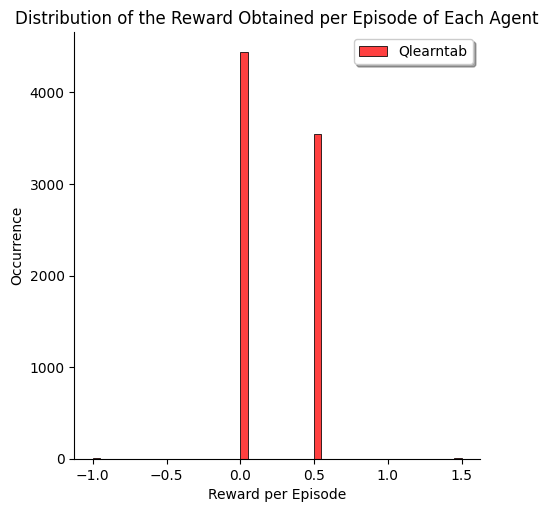 Distribution of the Reward Obtained per Episode of Each Agent
Qlearntab
4000
3000
2000
1000
0
Occurrence
−1.0 −0.5 0.0 0.5 1.0 1.5
Reward per Episode